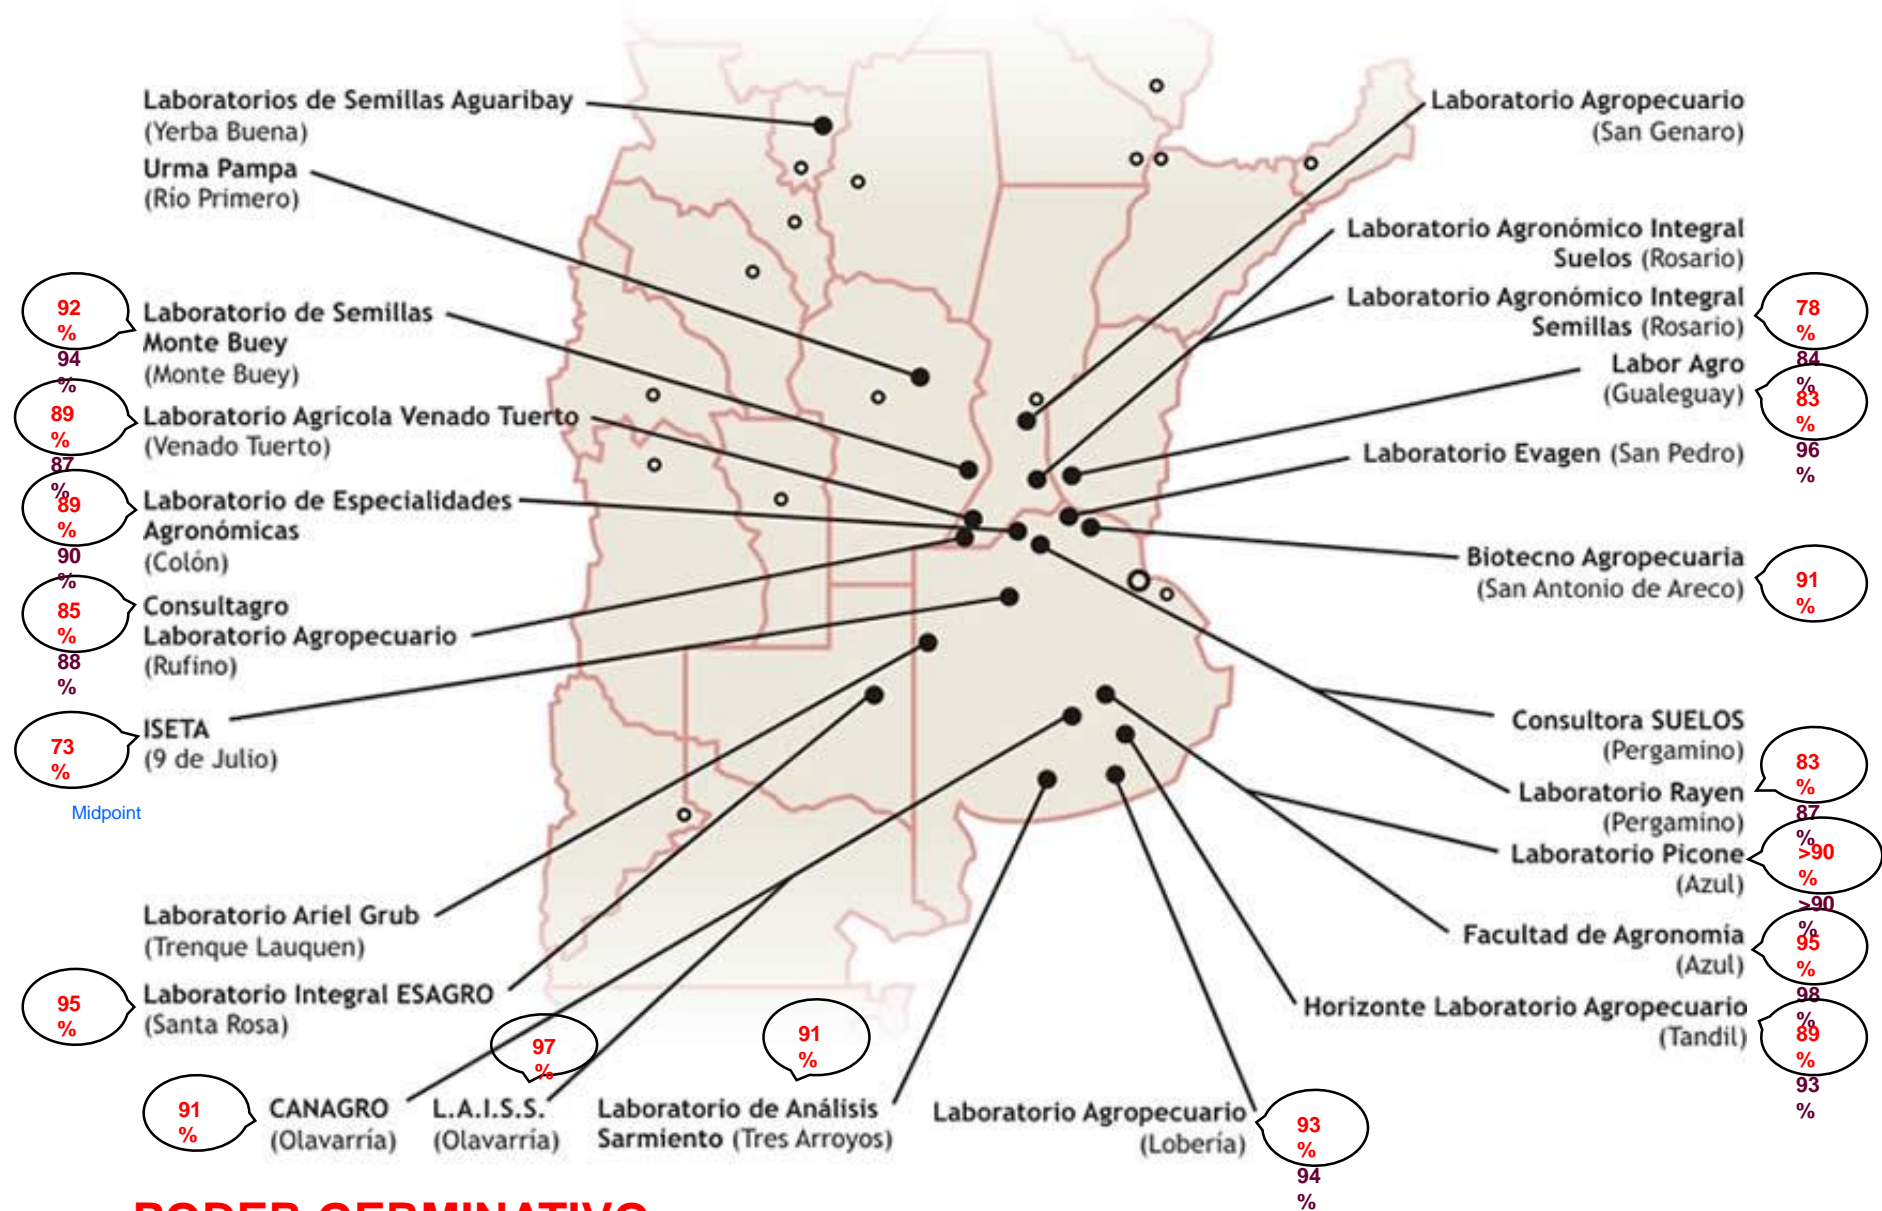 Laboratorios de Semillas Aguaribay
(Yerba Buena)
Urma Pampa
(Río Primero)
92
%
94
%
Laboratorio de Semillas
Monte Buey
(Monte Buey)
89
%
87
%
Laboratorio Agrícola Venado Tuerto
(Venado Tuerto)
89
%
90
%
Laboratorio de Especialidades
Agronómicas
(Colón)
85
%
88
%
Consultagro
Laboratorio Agropecuario
(Rufino)
73
%
ISETA
(9 de Julio)
Midpoint
Laboratorio Ariel Grub
(Trenque Lauquen)
95
%
Laboratorio Integral ESAGRO
(Santa Rosa)
91
%
CANAGRO
(Olavarría)
97
%
L.A.I.S.S.
(Olavarría)
91
%
Laboratorio de Análisis
Sarmiento (Tres Arroyos)
Laboratorio Agropecuario
(Lobería)
93
%
94
%
Laboratorio Agropecuario
(San Genaro)
Laboratorio Agronómico Integral
Suelos (Rosario)
Laboratorio Agronómico Integral
Semillas (Rosario)
78
%
84
%
Labor Agro
(Gualeguay)
83
%
96
%
Laboratorio Evagen (San Pedro)
Biotecno Agropecuaria
(San Antonio de Areco)
91
%
Consultora SUELOS
(Pergamino)
Laboratorio Rayen
(Pergamino)
83
%
87
%
Laboratorio Picone
(Azul)
>90
%
>90
%
Facultad de Agronomía
(Azul)
95
%
98
%
Horizonte Laboratorio Agropecuario
(Tandil)
89
%
93
%
PODER GERMINATIVO